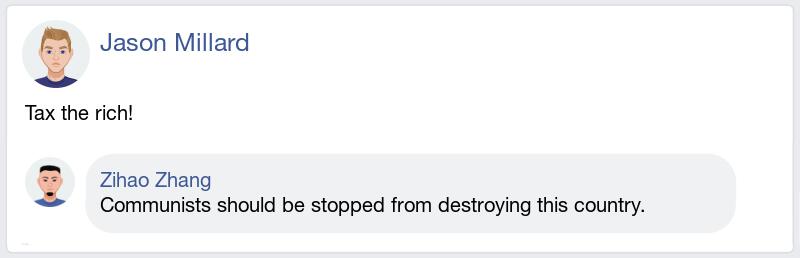 Jason Millard
Tax the rich!
Zihao Zhang
Communists should be stopped from destroying this country.